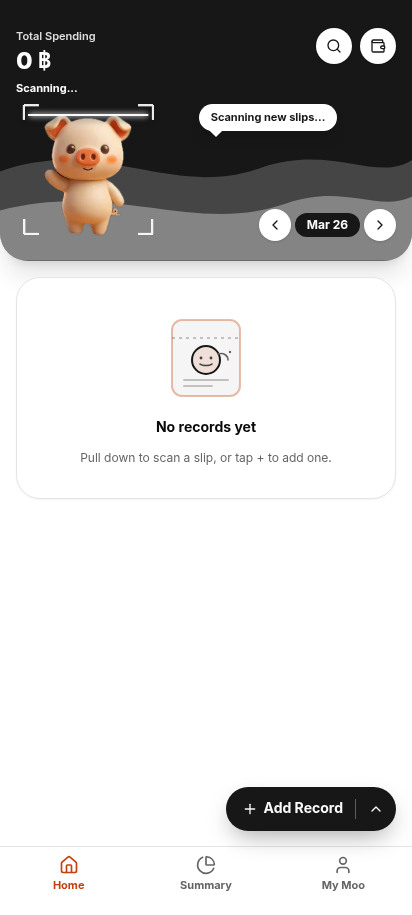 Total Spending
0 ฿
Scanning...
Scanning new slips...
Mar 26
No records yet
Pull down to scan a slip, or tap + to add one.
Add Record
Home
Summary
My Moo